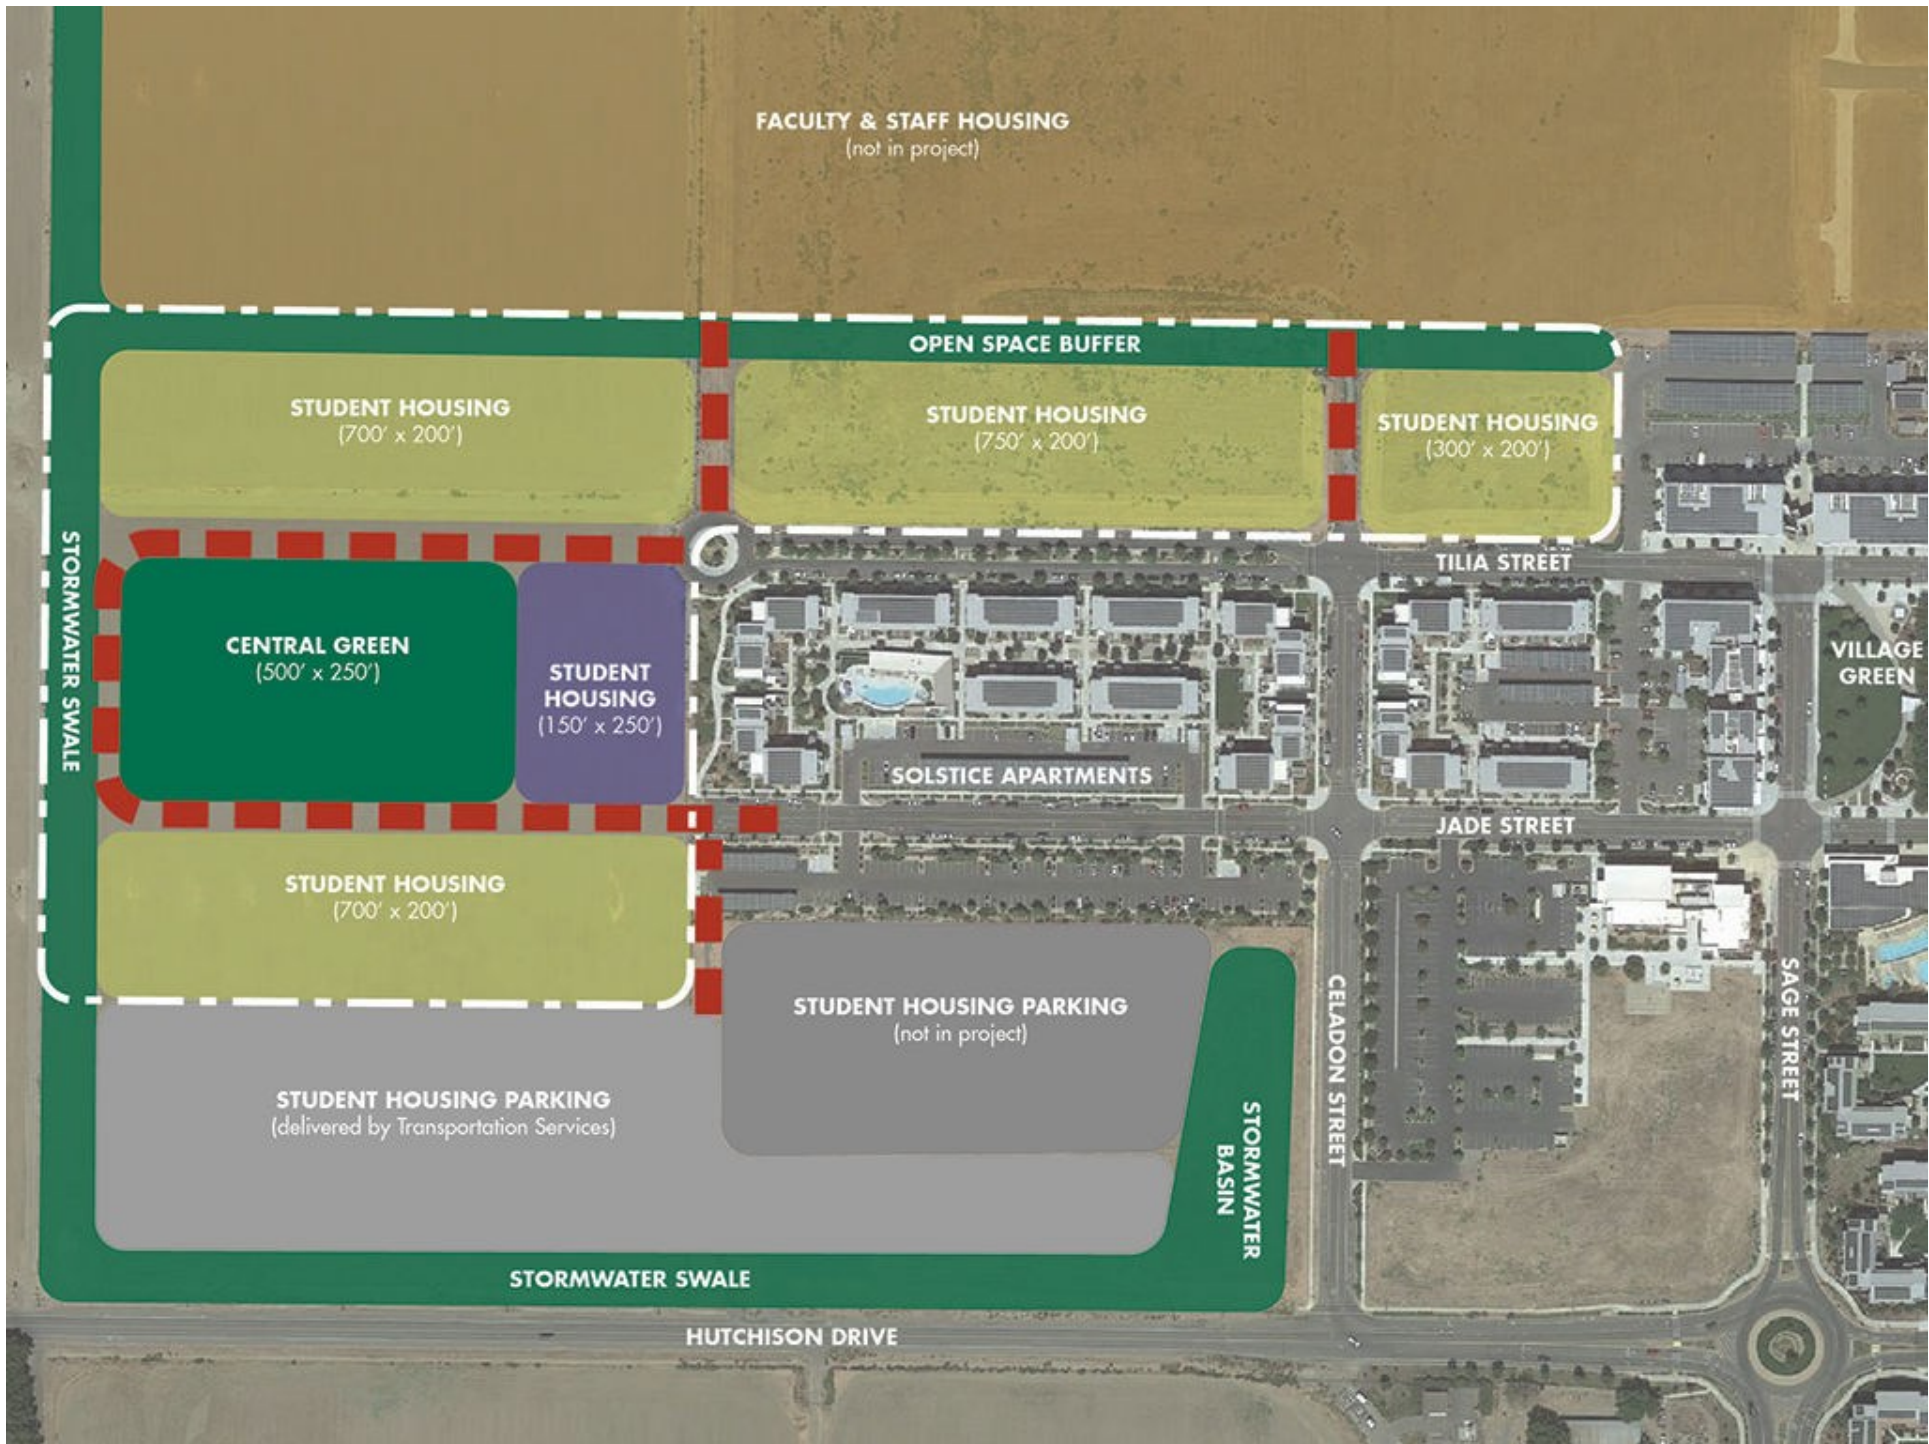 FACULTY & STAFF HOUSING
(not in project)
OPEN SPACE BUFFER
STUDENT HOUSING
(700' x 200')
STUDENT HOUSING
(750' x 200')
STUDENT HOUSING
(300' x 200')
STORMWATER SWALE
TILIA STREET
CENTRAL GREEN
(500' x 250')
STUDENT
HOUSING
(150' x 250')
VILLAGE
GREEN
SOLSTICE APARTMENTS
JADE STREET
STUDENT HOUSING
(700' x 200')
STUDENT HOUSING PARKING
(not in project)
CELADON STREET
SAGE STREET
STUDENT HOUSING PARKING
(delivered by Transportation Services)
STORMWATER
BASIN
STORMWATER SWALE
HUTCHISON DRIVE